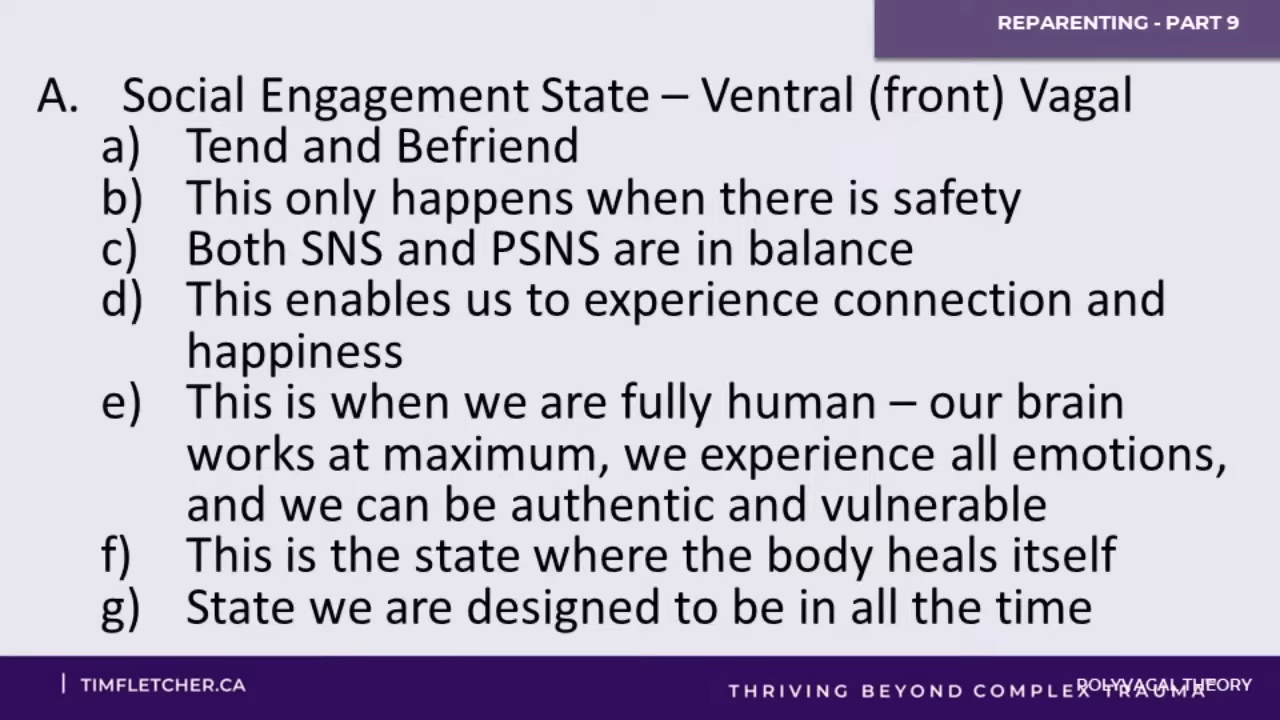 REPARENTING - PART 9
A. Social Engagement State – Ventral (front) Vagal
a) Tend and Befriend
b) This only happens when there is safety
c) Both SNS and PSNS are in balance
d) This enables us to experience connection and
happiness
e) This is when we are fully human – our brain
works at maximum, we experience all emotions,
and we can be authentic and vulnerable
f) This is the state where the body heals itself
g) State we are designed to be in all the time
| TIMFLETCHER.CA
THRIVING BEYOND COMPLEX TRAUMA
POLYVAGAL THEORY